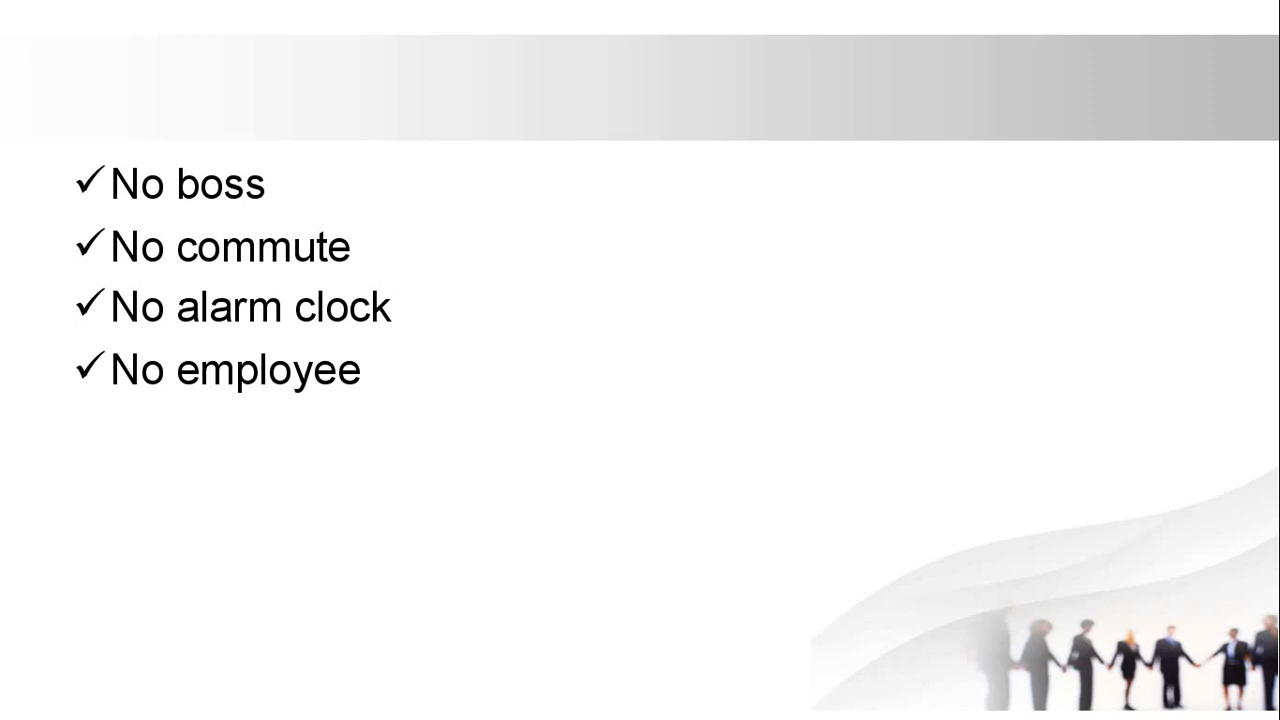 ✓No boss
✓No commute
✓No alarm clock
✓No employee